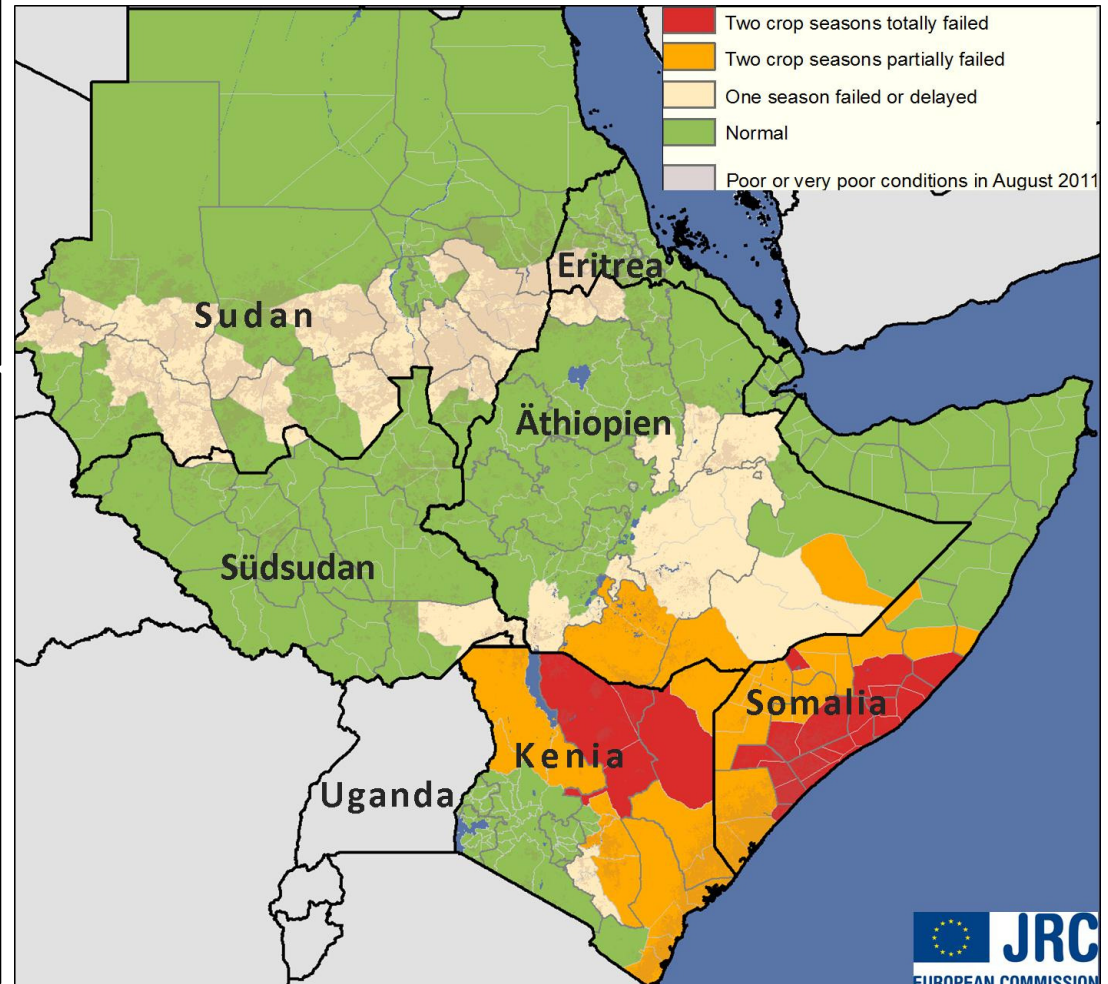 Two crop seasons totally failed
Two crop seasons partially failed
One season failed or delayed
Normal
Poor or very poor conditions in August 2011
Eritrea
Sudan
Äthiopien
Südsudan
Somalia
Kenia
Uganda
JRC
EUROPEAN COMMISSION